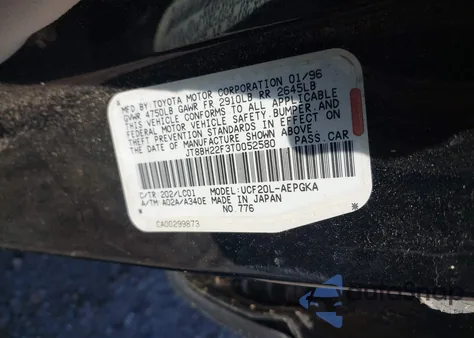 MFD BY: TOYOTA MOTOR CORPORATION 01/96
GVWR 4750LB GAWR FR 2910LB RR 2645LB
THIS VEHICLE CONFORMS TO ALL APPLICABLE
FEDERAL MOTOR VEHICLE SAFETY, BUMPER, AND
THEFT PREVENTION STANDARDS IN EFFECT ON
THE DATE OF MANUFACTURE SHOWN ABOVE.
JT8BH22F3T0052580 PASS. CAR
C/TR 202/LC01 MODEL: UCF20L-AEPGKA
A/TM A02A/A340E MADE IN JAPAN
NO. 776
CA00299873
AutoSnap